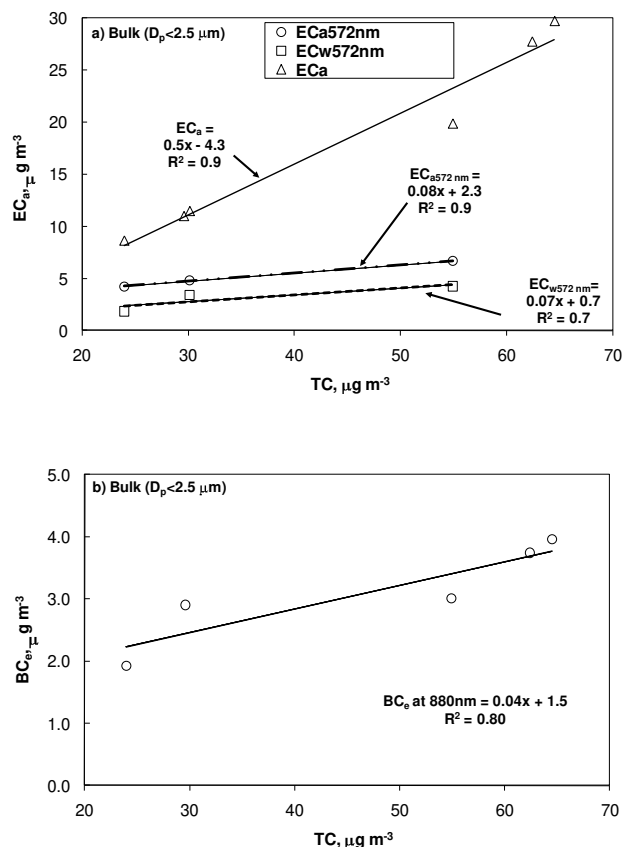 a) Bulk (Dp<2.5 μm)
ECa572nm
ECw572nm
ECa
30
25
20
15
10
5
0
ECa, μg m-3
ECa =
0.5x - 4.3
R2 = 0.9
ECa572 nm =
0.08x + 2.3
R2 = 0.9
ECw572 nm=
0.07x + 0.7
R2 = 0.7
20 30 40 50 60 70
TC, μg m-3
b) Bulk (Dp<2.5 μm)
5.0
4.0
3.0
2.0
1.0
0.0
BCe, μg m-3
BCe at 880nm = 0.04x + 1.5
R2 = 0.80
20 30 40 50 60 70
TC, μg m-3